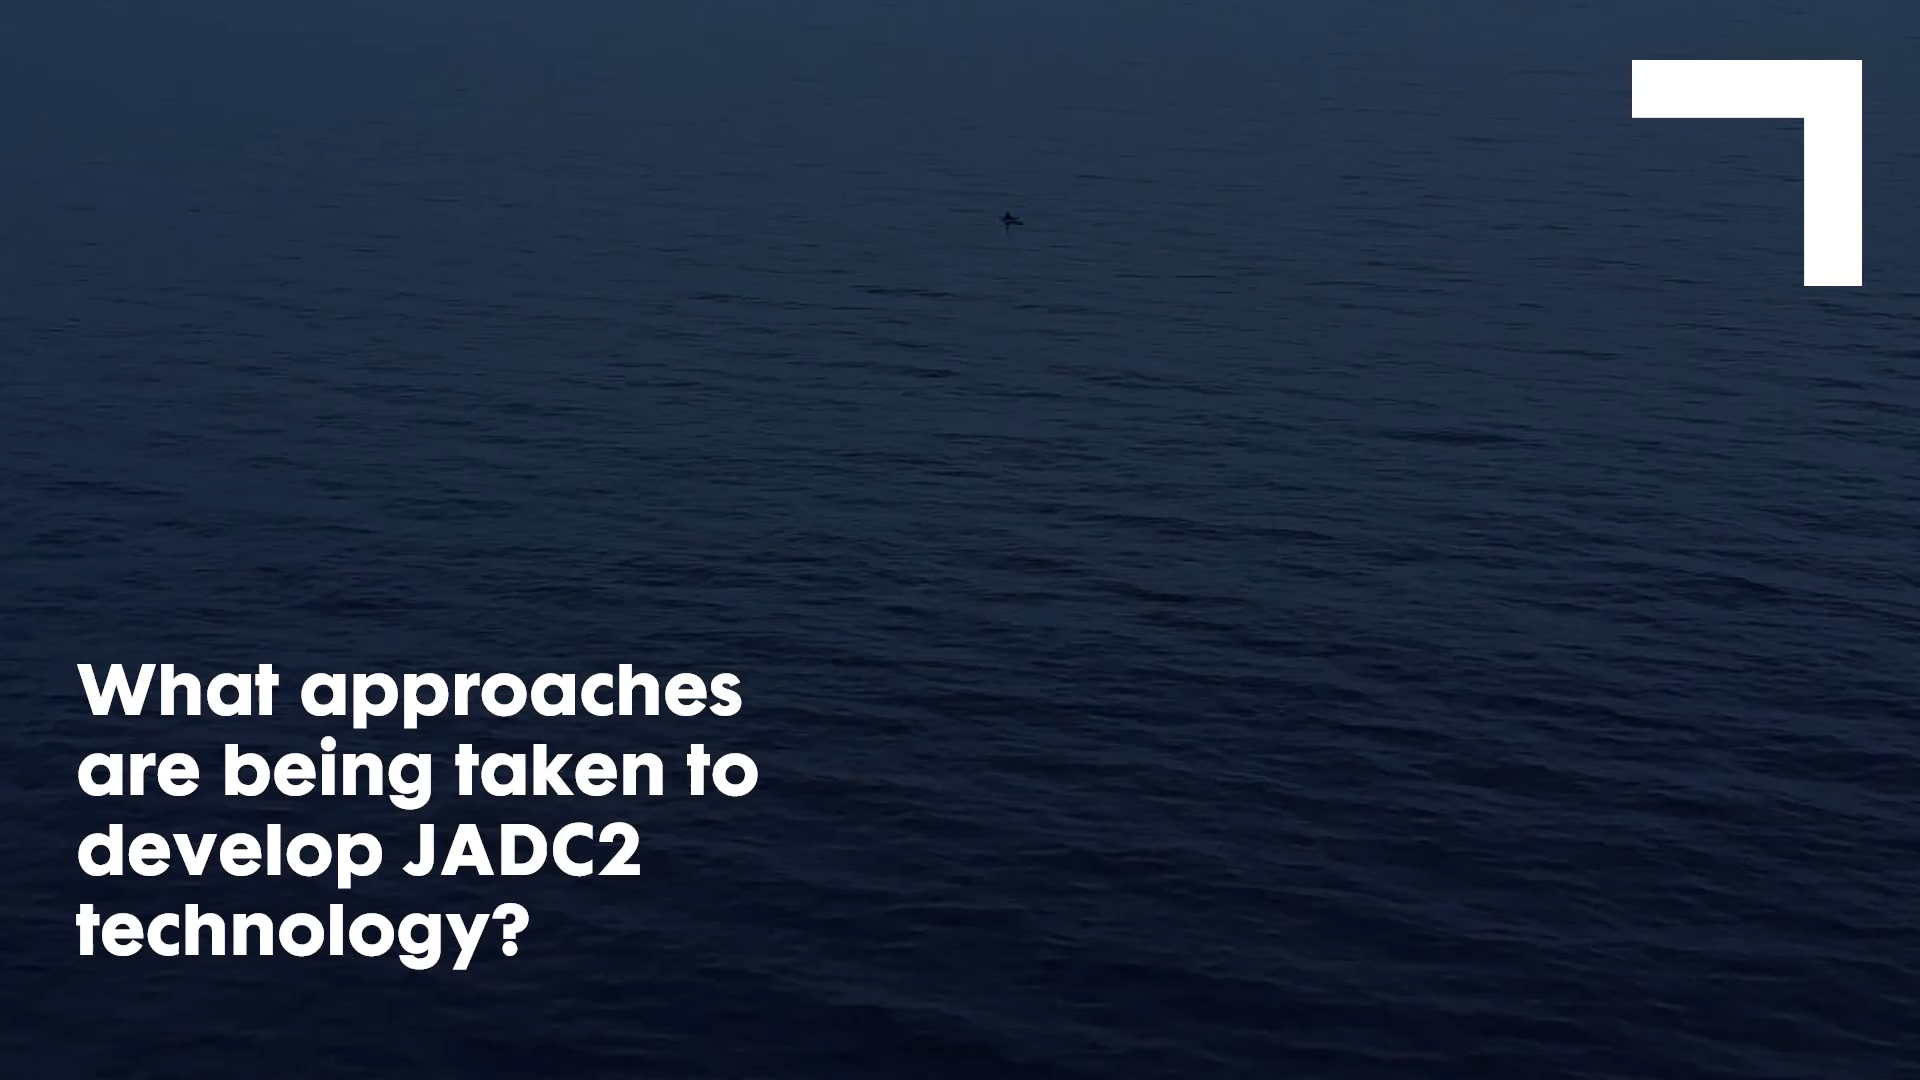 What approaches
are being taken to
develop JADC2
technology?